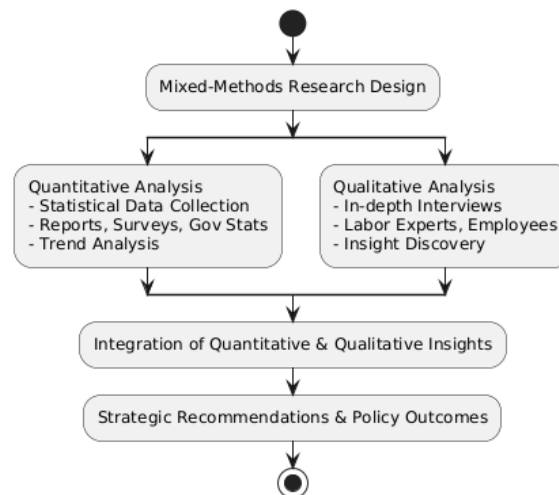 Mixed-Methods Research Design
Quantitative Analysis
- Statistical Data Collection
- Reports, Surveys, Gov Stats
- Trend Analysis
Qualitative Analysis
- In-depth Interviews
- Labor Experts, Employees
- Insight Discovery
Integration of Quantitative & Qualitative Insights
Strategic Recommendations & Policy Outcomes